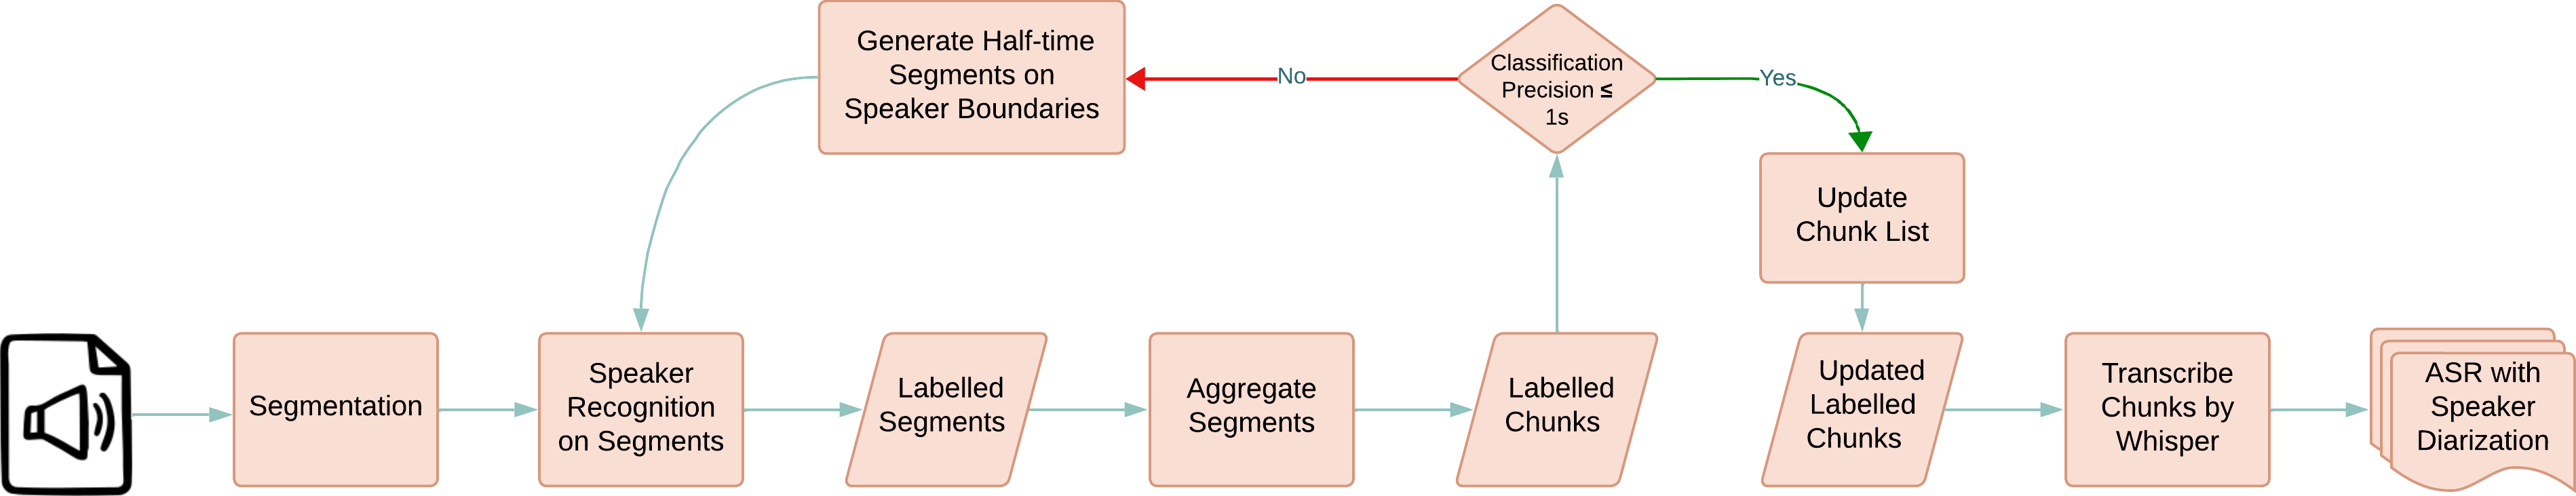 Generate Half-time
Segments on
Speaker Boundaries
No
Classification
Precision ≤
1s
Yes
Update
Chunk List
Segmentation
Speaker
Recognition
on Segments
Labelled
Segments
Aggregate
Segments
Labelled
Chunks
Updated
Labelled
Chunks
Transcribe
Chunks by
Whisper
ASR with
Speaker
Diarization